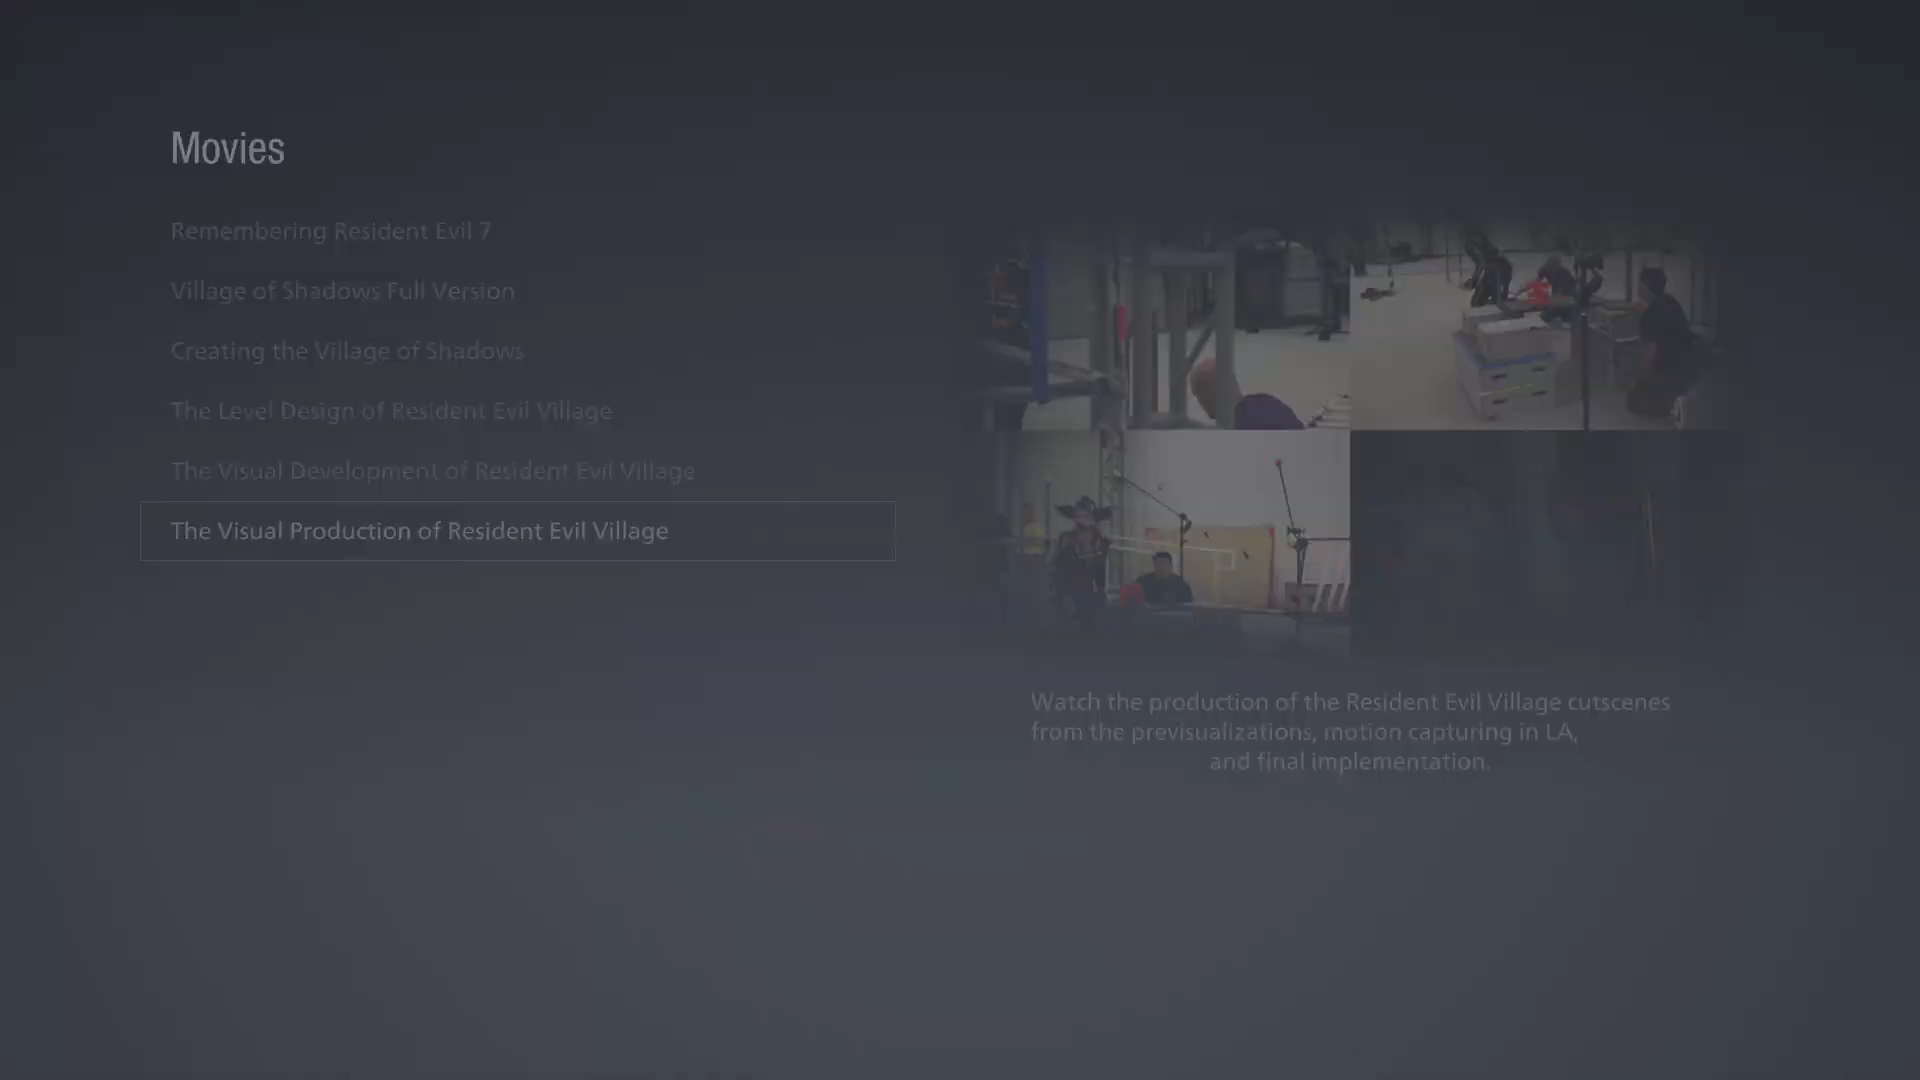 Movies
Remembering Resident Evil 7
Village of Shadows Full Version
Creating the Village of Shadows
The Level Design of Resident Evil Village
The Visual Development of Resident Evil Village
The Visual Production of Resident Evil Village
Watch the production of the Resident Evil Village cutscenes
from the previsualizations, motion capturing in LA,
and final implementation.